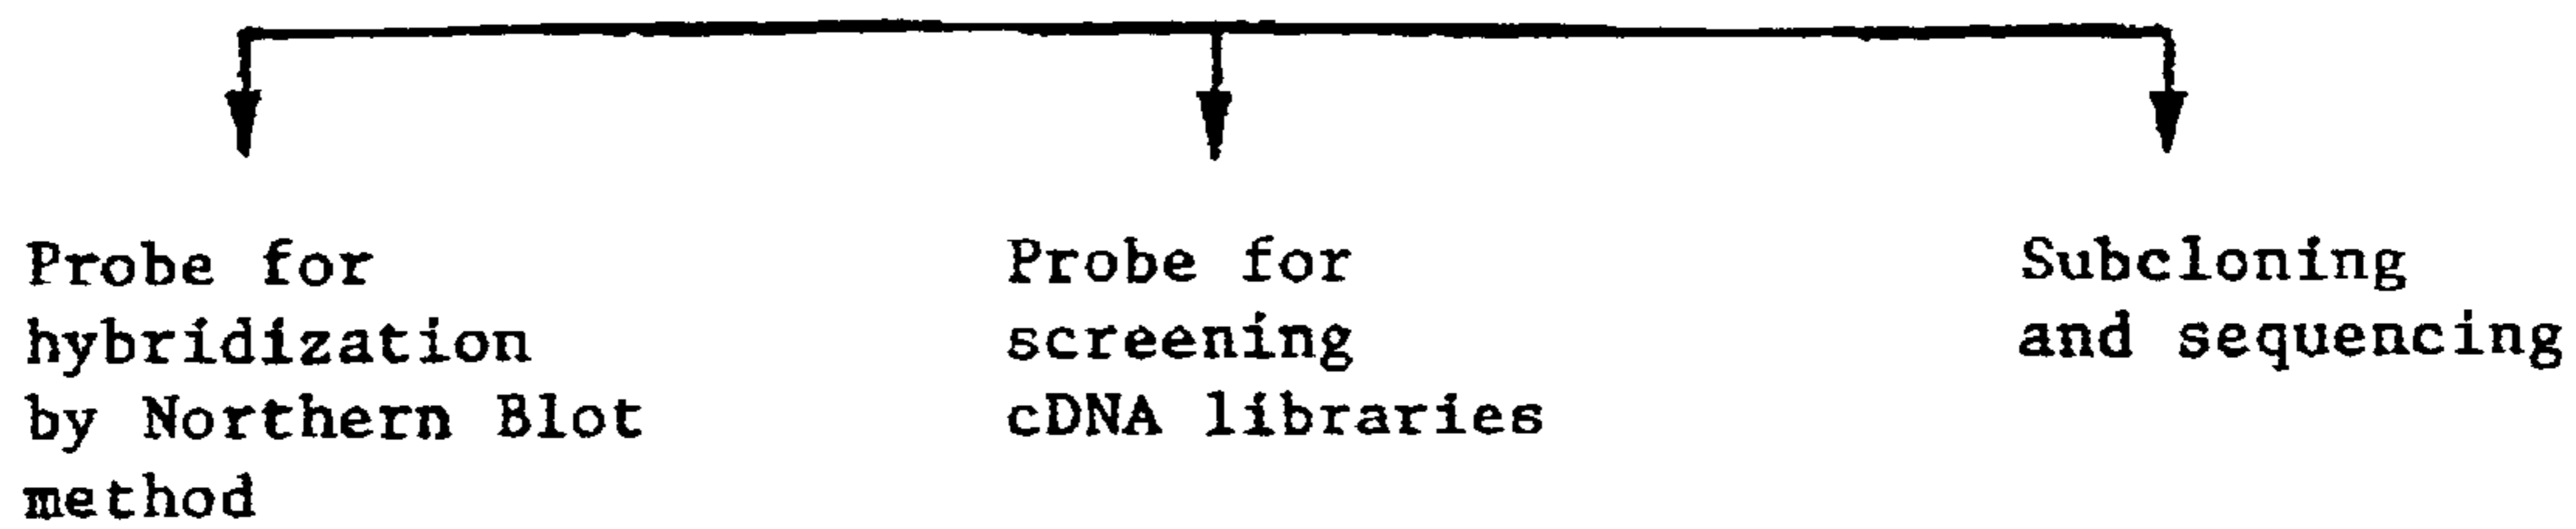 Probe for
hybridization
by Northern Blot
method
Probe for
screening
cDNA libraries
Subcloning
and sequencing